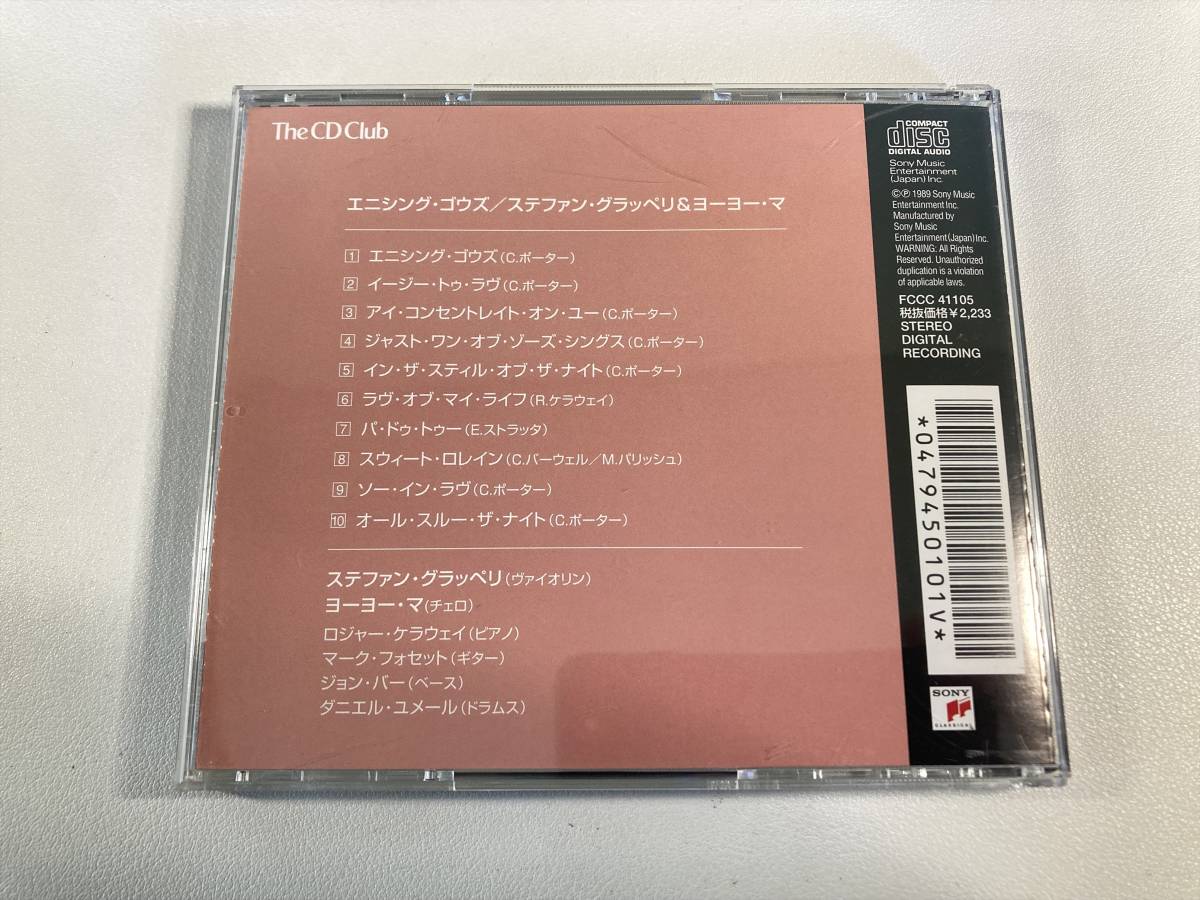 The CD Club
エニシング・ゴウズ／ステファン・グラッペリ&ヨーヨー・マ
1 エニシング・ゴウズ(C.ポーター)
2 イージー・トゥ・ラヴ(C.ポーター)
3 アイ・コンセントレイト・オン・ユー(C.ポーター)
4 ジャスト・ワン・オブ・ゾーズ・シングス(C.ポーター)
5 イン・ザ・スティル・オブ・ザ・ナイト(C.ポーター)
6 ラヴ・オブ・マイ・ライフ(R.ケラウェイ)
7 パ・ドゥ・トゥー(E.ストラッタ)
8 スウィート・ロレイン(C.バーウェル／M.パリッシュ)
9 ソー・イン・ラヴ(C.ポーター)
10 オール・スルー・ザ・ナイト(C.ポーター)
ステファン・グラッペリ(ヴァイオリン)
ヨーヨー・マ(チェロ)
ロジャー・ケラウェイ(ピアノ)
マーク・フォセット(ギター)
ジョン・バー(ベース)
ダニエル・ユメール(ドラムス)
COMPACT
disc
DIGITAL AUDIO
Sony Music
Entertainment
(Japan) Inc.
©℗ 1989 Sony Music
Entertainment Inc.
Manufactured by
Sony Music
Entertainment(Japan)Inc.
WARNING: All Rights
Reserved. Unauthorized
duplication is a violation
of applicable laws.
FCCC 41105
税抜価格¥2,233
STEREO
DIGITAL
RECORDING
*0479450101V*
SONY
CLASSICAL